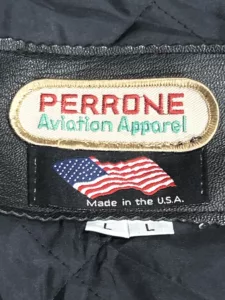 PERRONE
Aviation Apparel
Made in the U.S.A.
L L